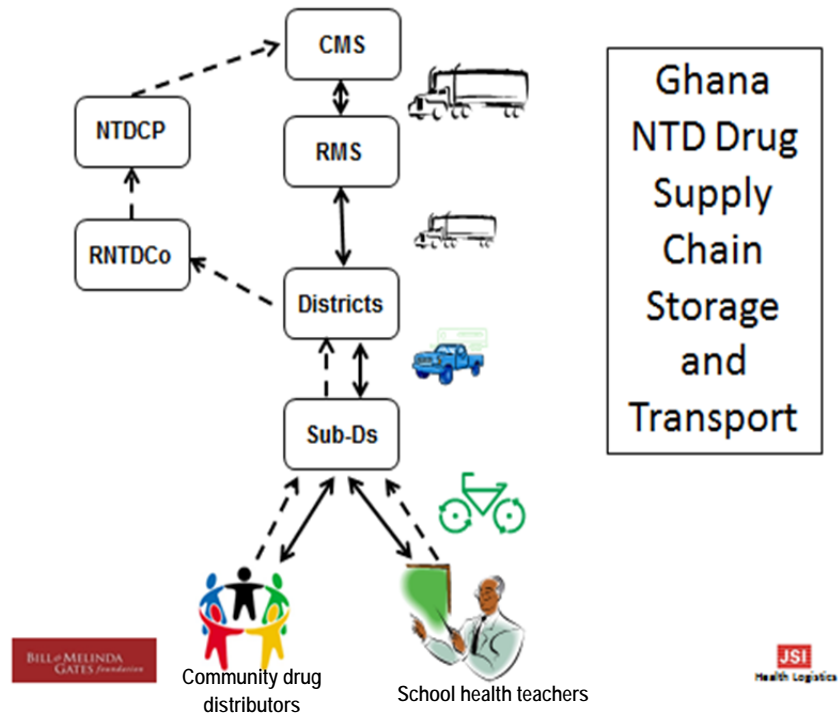 CMS
NTDCP
RMS
RNTDCo
Districts
Sub-Ds
Community drug
distributors
School health teachers
Ghana
NTD Drug
Supply
Chain
Storage
and
Transport
BILL & MELINDA
GATES foundation
JSI
Health Logistics